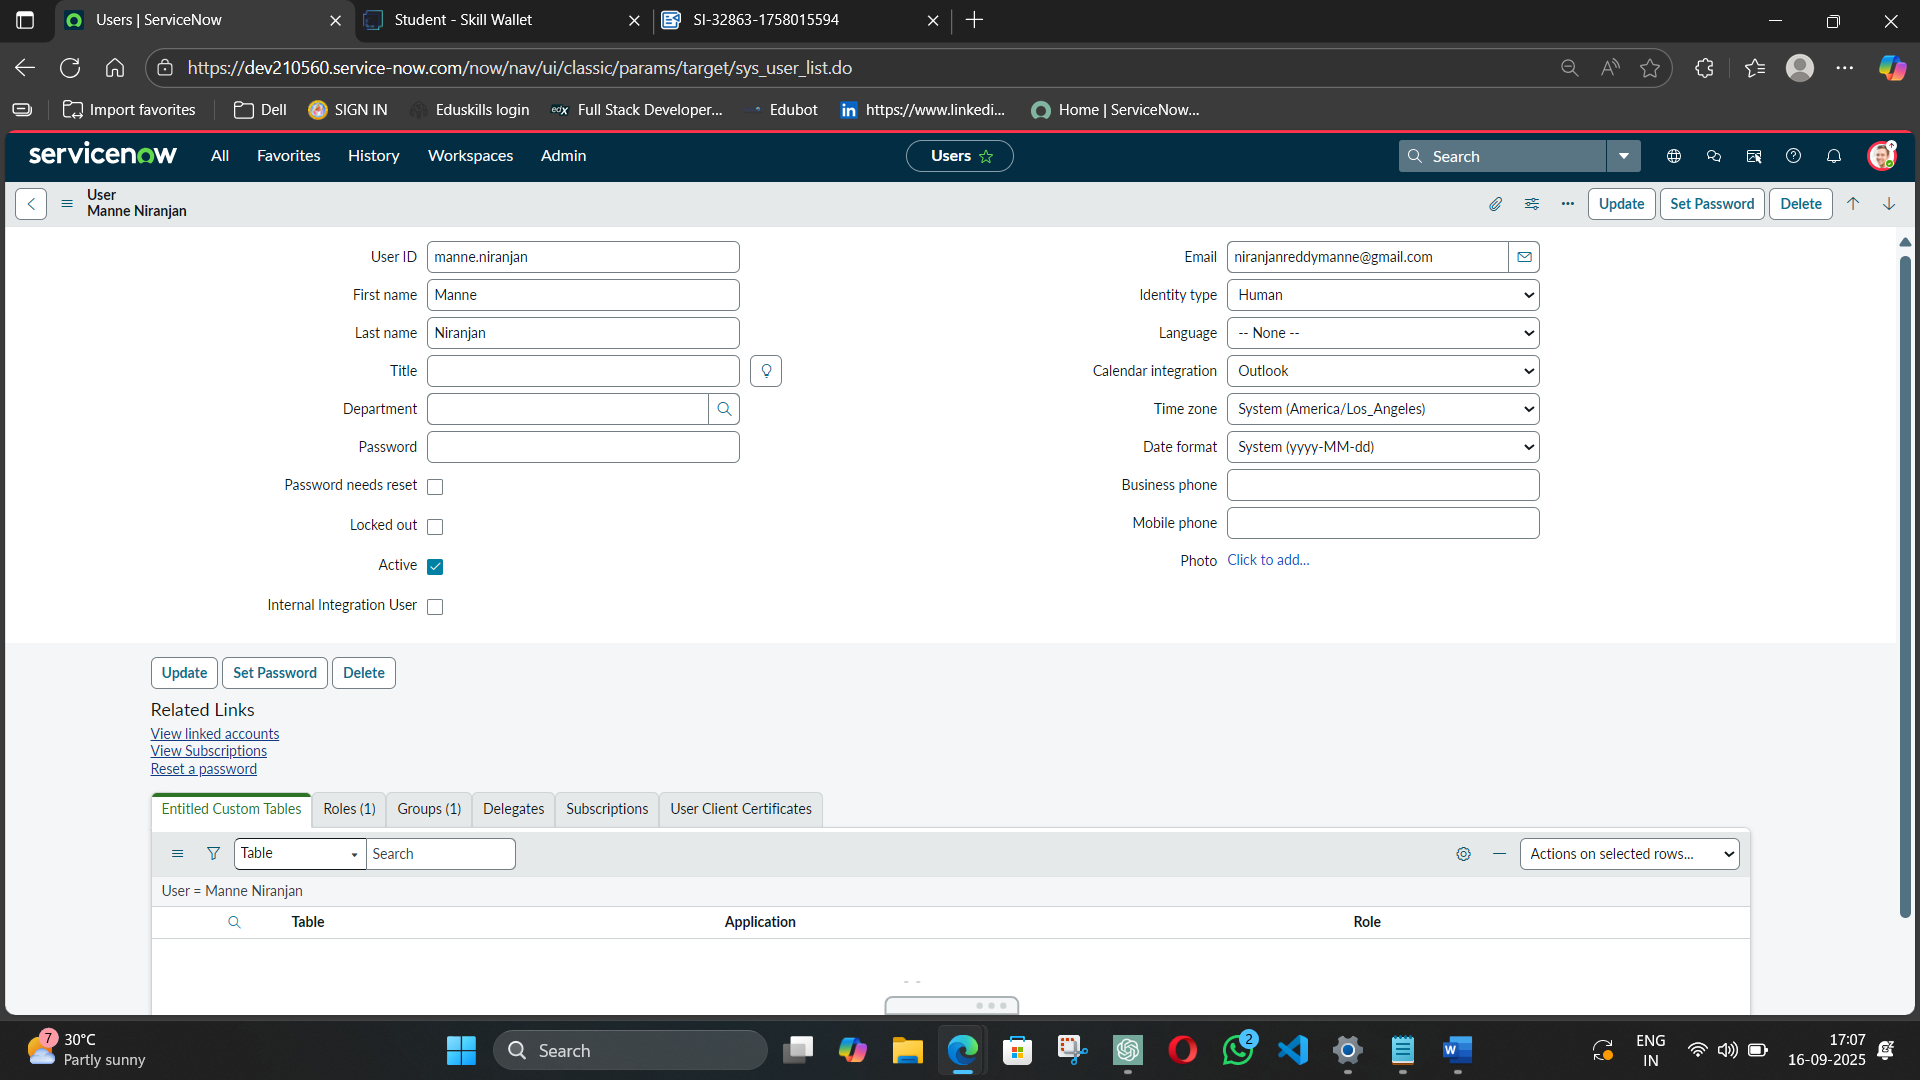 Users | ServiceNow
Student - Skill Wallet
SI-32863-1758015594
https://dev210560.service-now.com/now/nav/ui/classic/params/target/sys_user_list.do
Import favorites
Dell
SIGN IN
Eduskills login
edX Full Stack Developer...
Edubot
in https://www.linkedi...
Home | ServiceNow...
servicenow
All
Favorites
History
Workspaces
Admin
Users
Search
User
Manne Niranjan
Update
Set Password
Delete
User ID manne.niranjan
First name Manne
Last name Niranjan
Title
Department
Password
Password needs reset
Locked out
Active
Internal Integration User
Email niranjanreddymanne@gmail.com
Identity type Human
Language -- None --
Calendar integration Outlook
Time zone System (America/Los_Angeles)
Date format System (yyyy-MM-dd)
Business phone
Mobile phone
Photo Click to add...
Update
Set Password
Delete
Related Links
View linked accounts
View Subscriptions
Reset a password
Entitled Custom Tables
Roles (1)
Groups (1)
Delegates
Subscriptions
User Client Certificates
Table
Search
Actions on selected rows...
User = Manne Niranjan
Table
Application
Role
7
30°C
Partly sunny
Search
2
W
ENG
IN
17:07
16-09-2025